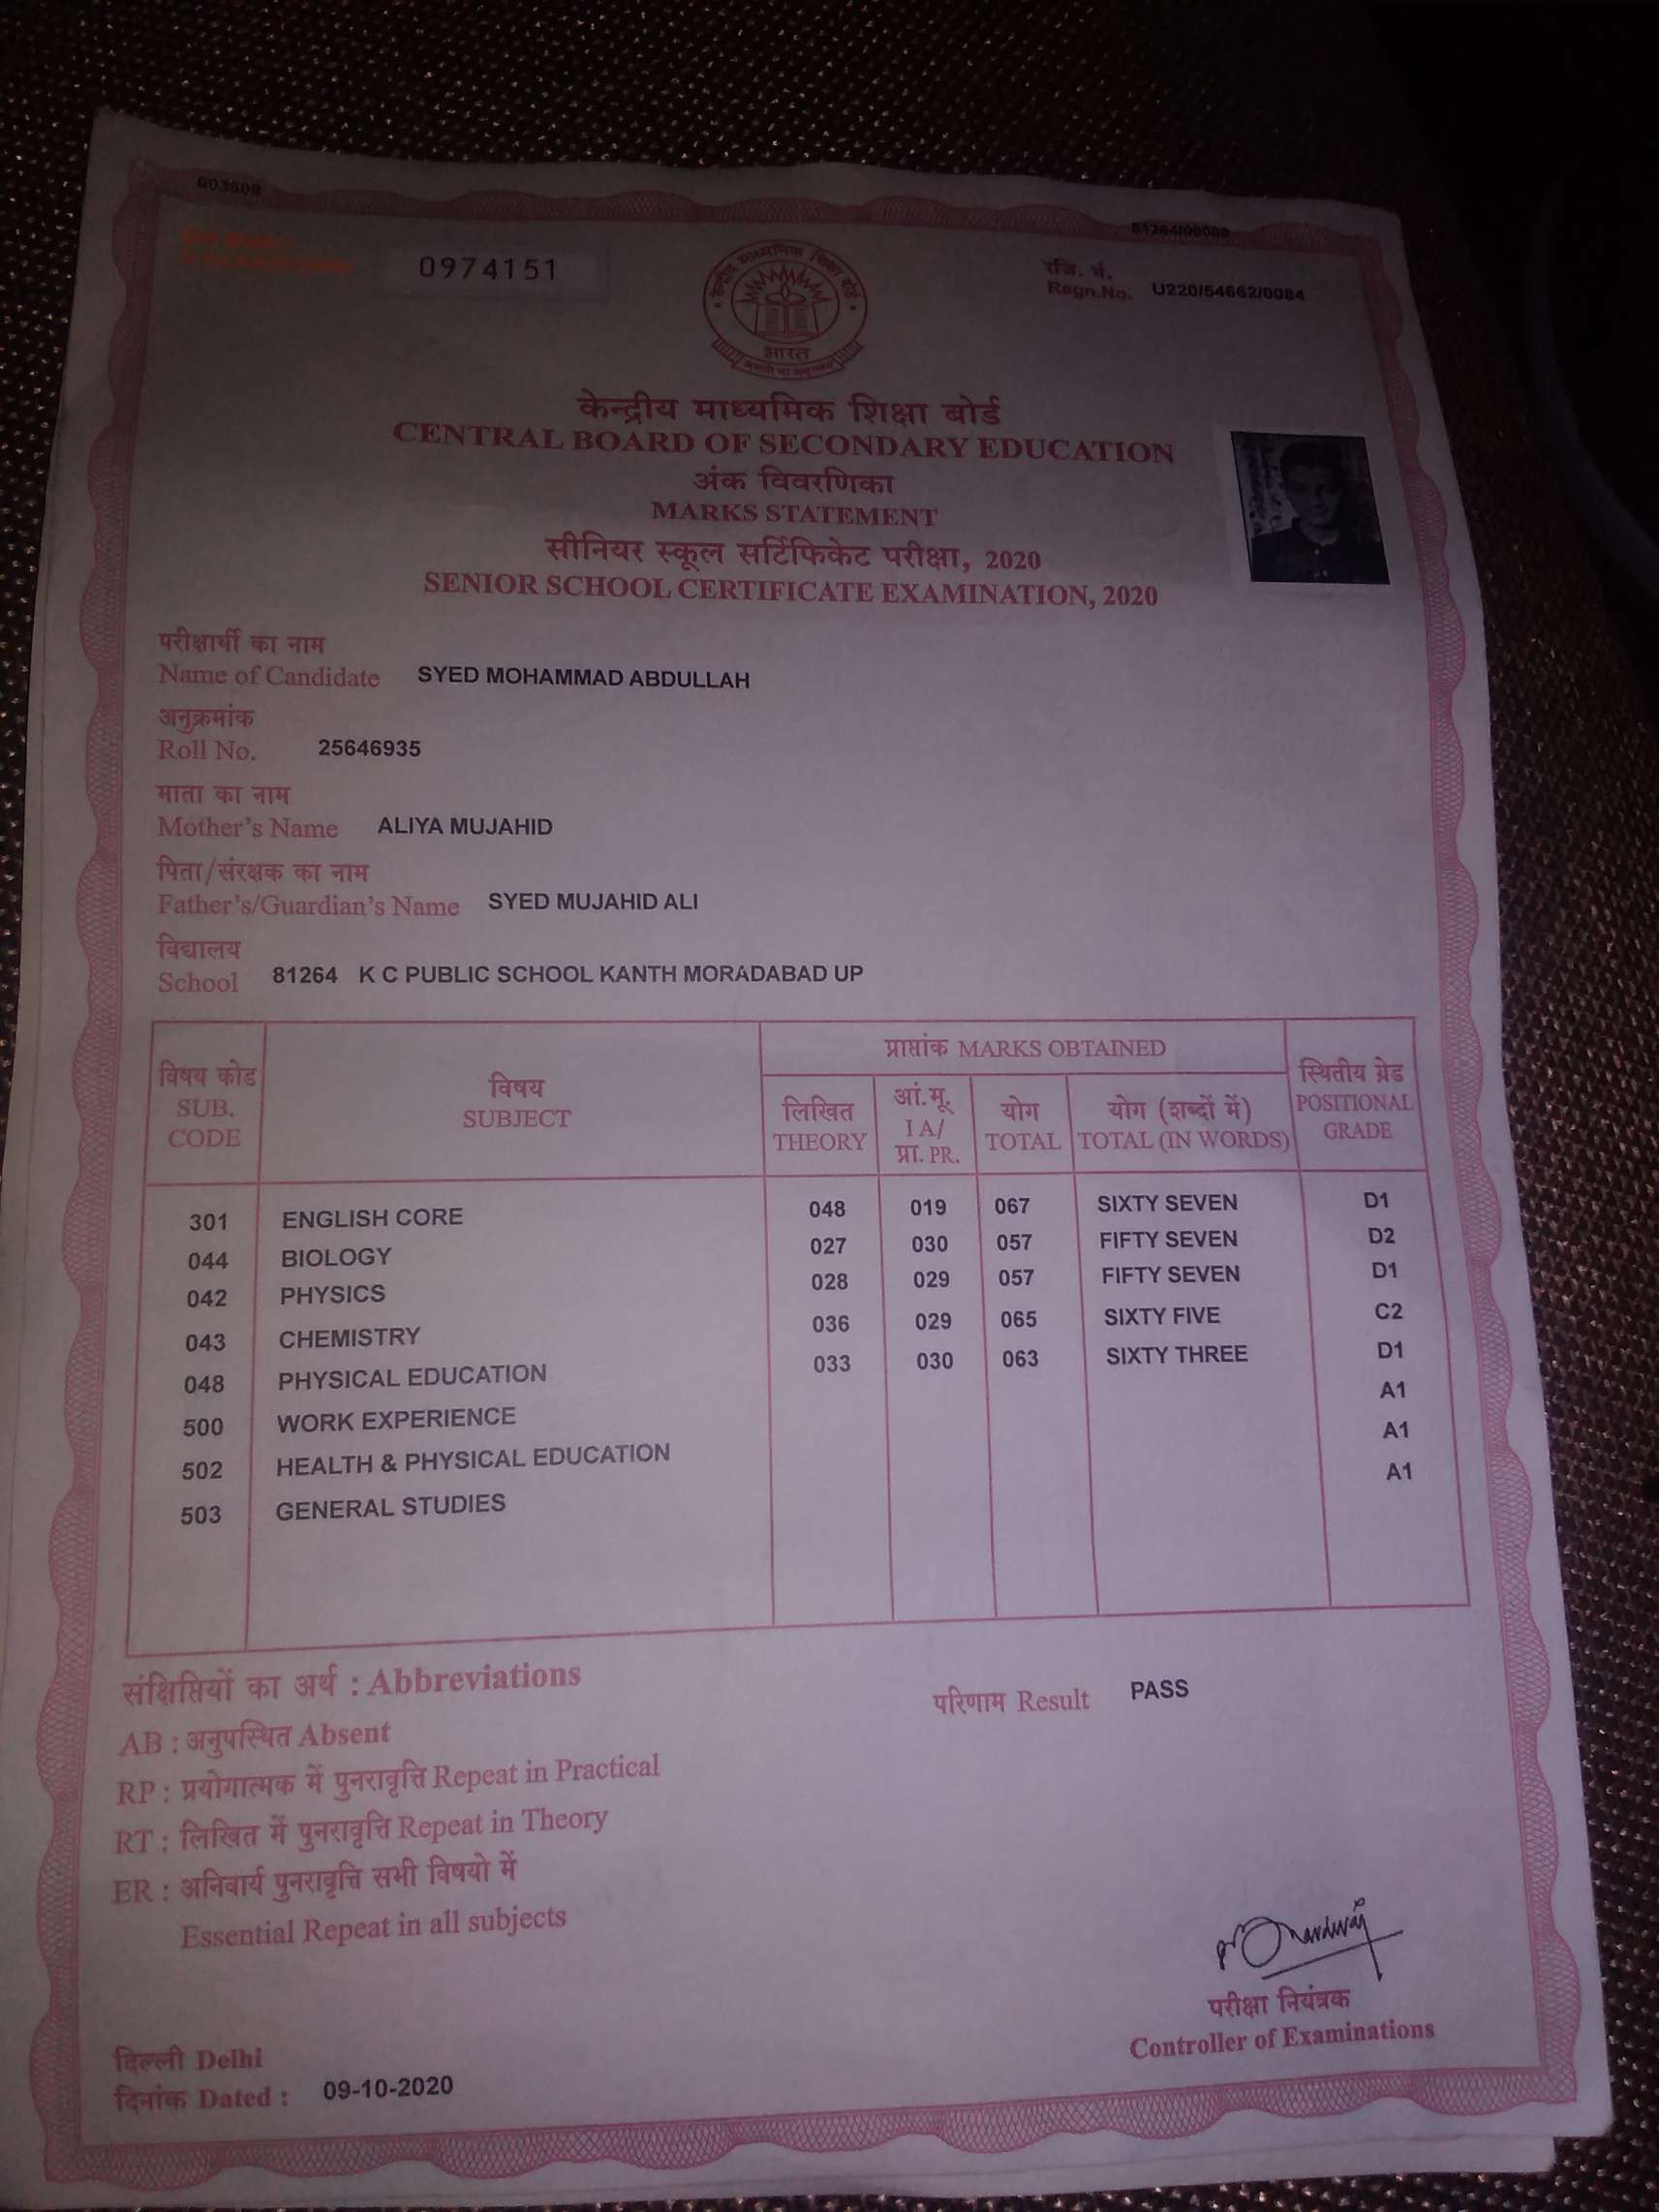 0974151
रजि. नं.
Regn.No. U220/54662/0084
भारत
केन्द्रीय माध्यमिक शिक्षा बोर्ड
CENTRAL BOARD OF SECONDARY EDUCATION
अंक विवरणिका
MARKS STATEMENT
सीनियर स्कूल सर्टिफिकेट परीक्षा, 2020
SENIOR SCHOOL CERTIFICATE EXAMINATION, 2020
परीक्षार्थी का नाम
Name of Candidate SYED MOHAMMAD ABDULLAH
अनुक्रमांक
Roll No. 25646935
माता का नाम
Mother's Name ALIYA MUJAHID
पिता/संरक्षक का नाम
Father's/Guardian's Name SYED MUJAHID ALI
विद्यालय
School 81264 K C PUBLIC SCHOOL KANTH MORADABAD UP
विषय कोड SUB. CODE
विषय SUBJECT
प्राप्तांक MARKS OBTAINED
लिखित THEORY
आं.मू. I A/ प्रा. PR.
योग TOTAL
योग (शब्दों में) TOTAL (IN WORDS)
स्थितीय ग्रेड POSITIONAL GRADE
301 ENGLISH CORE 048 019 067 SIXTY SEVEN D1
044 BIOLOGY 027 030 057 FIFTY SEVEN D2
042 PHYSICS 028 029 057 FIFTY SEVEN D1
043 CHEMISTRY 036 029 065 SIXTY FIVE C2
048 PHYSICAL EDUCATION 033 030 063 SIXTY THREE D1
500 WORK EXPERIENCE A1
502 HEALTH & PHYSICAL EDUCATION A1
503 GENERAL STUDIES A1
संक्षिप्तियों का अर्थ : Abbreviations
परिणाम Result PASS
AB : अनुपस्थित Absent
RP : प्रयोगात्मक में पुनरावृत्ति Repeat in Practical
RT : लिखित में पुनरावृत्ति Repeat in Theory
ER : अनिवार्य पुनरावृत्ति सभी विषयो में
Essential Repeat in all subjects
परीक्षा नियंत्रक
Controller of Examinations
दिल्ली Delhi
दिनांक Dated : 09-10-2020